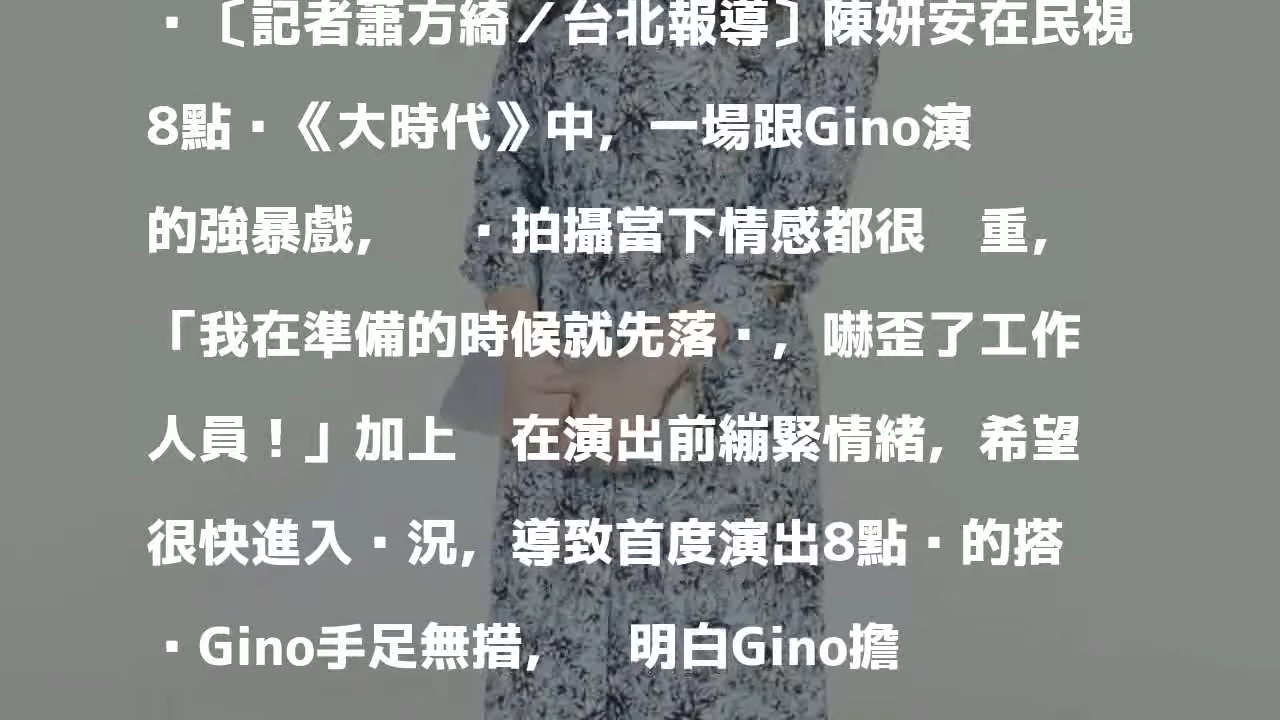 ・〔記者蕭方綺／台北報導〕陳妍安在民視
8點・《大時代》中，一場跟Gino演
的強暴戲，　・拍攝當下情感都很　重，
「我在準備的時候就先落・，嚇歪了工作
人員！」加上　在演出前繃緊情緒，希望
很快進入・況，導致首度演出8點・的搭
・Gino手足無措，　明白Gino擔